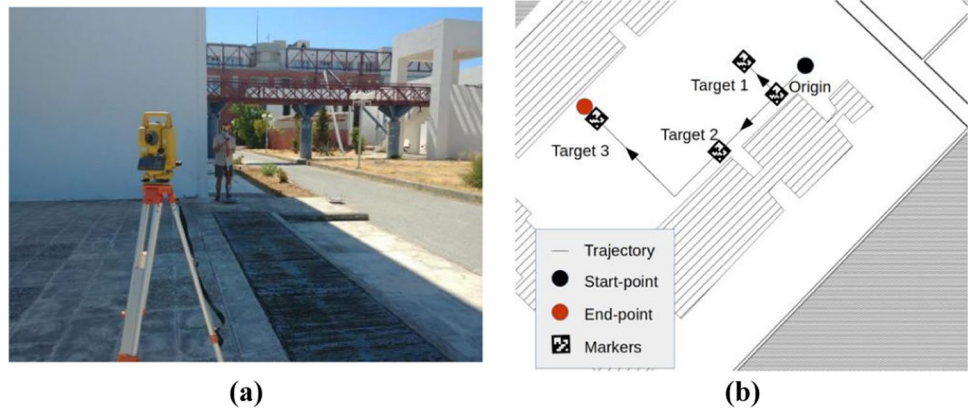 Target 1
Origin
Target 2
Target 3
Trajectory
Start-point
End-point
Markers
(a)
(b)